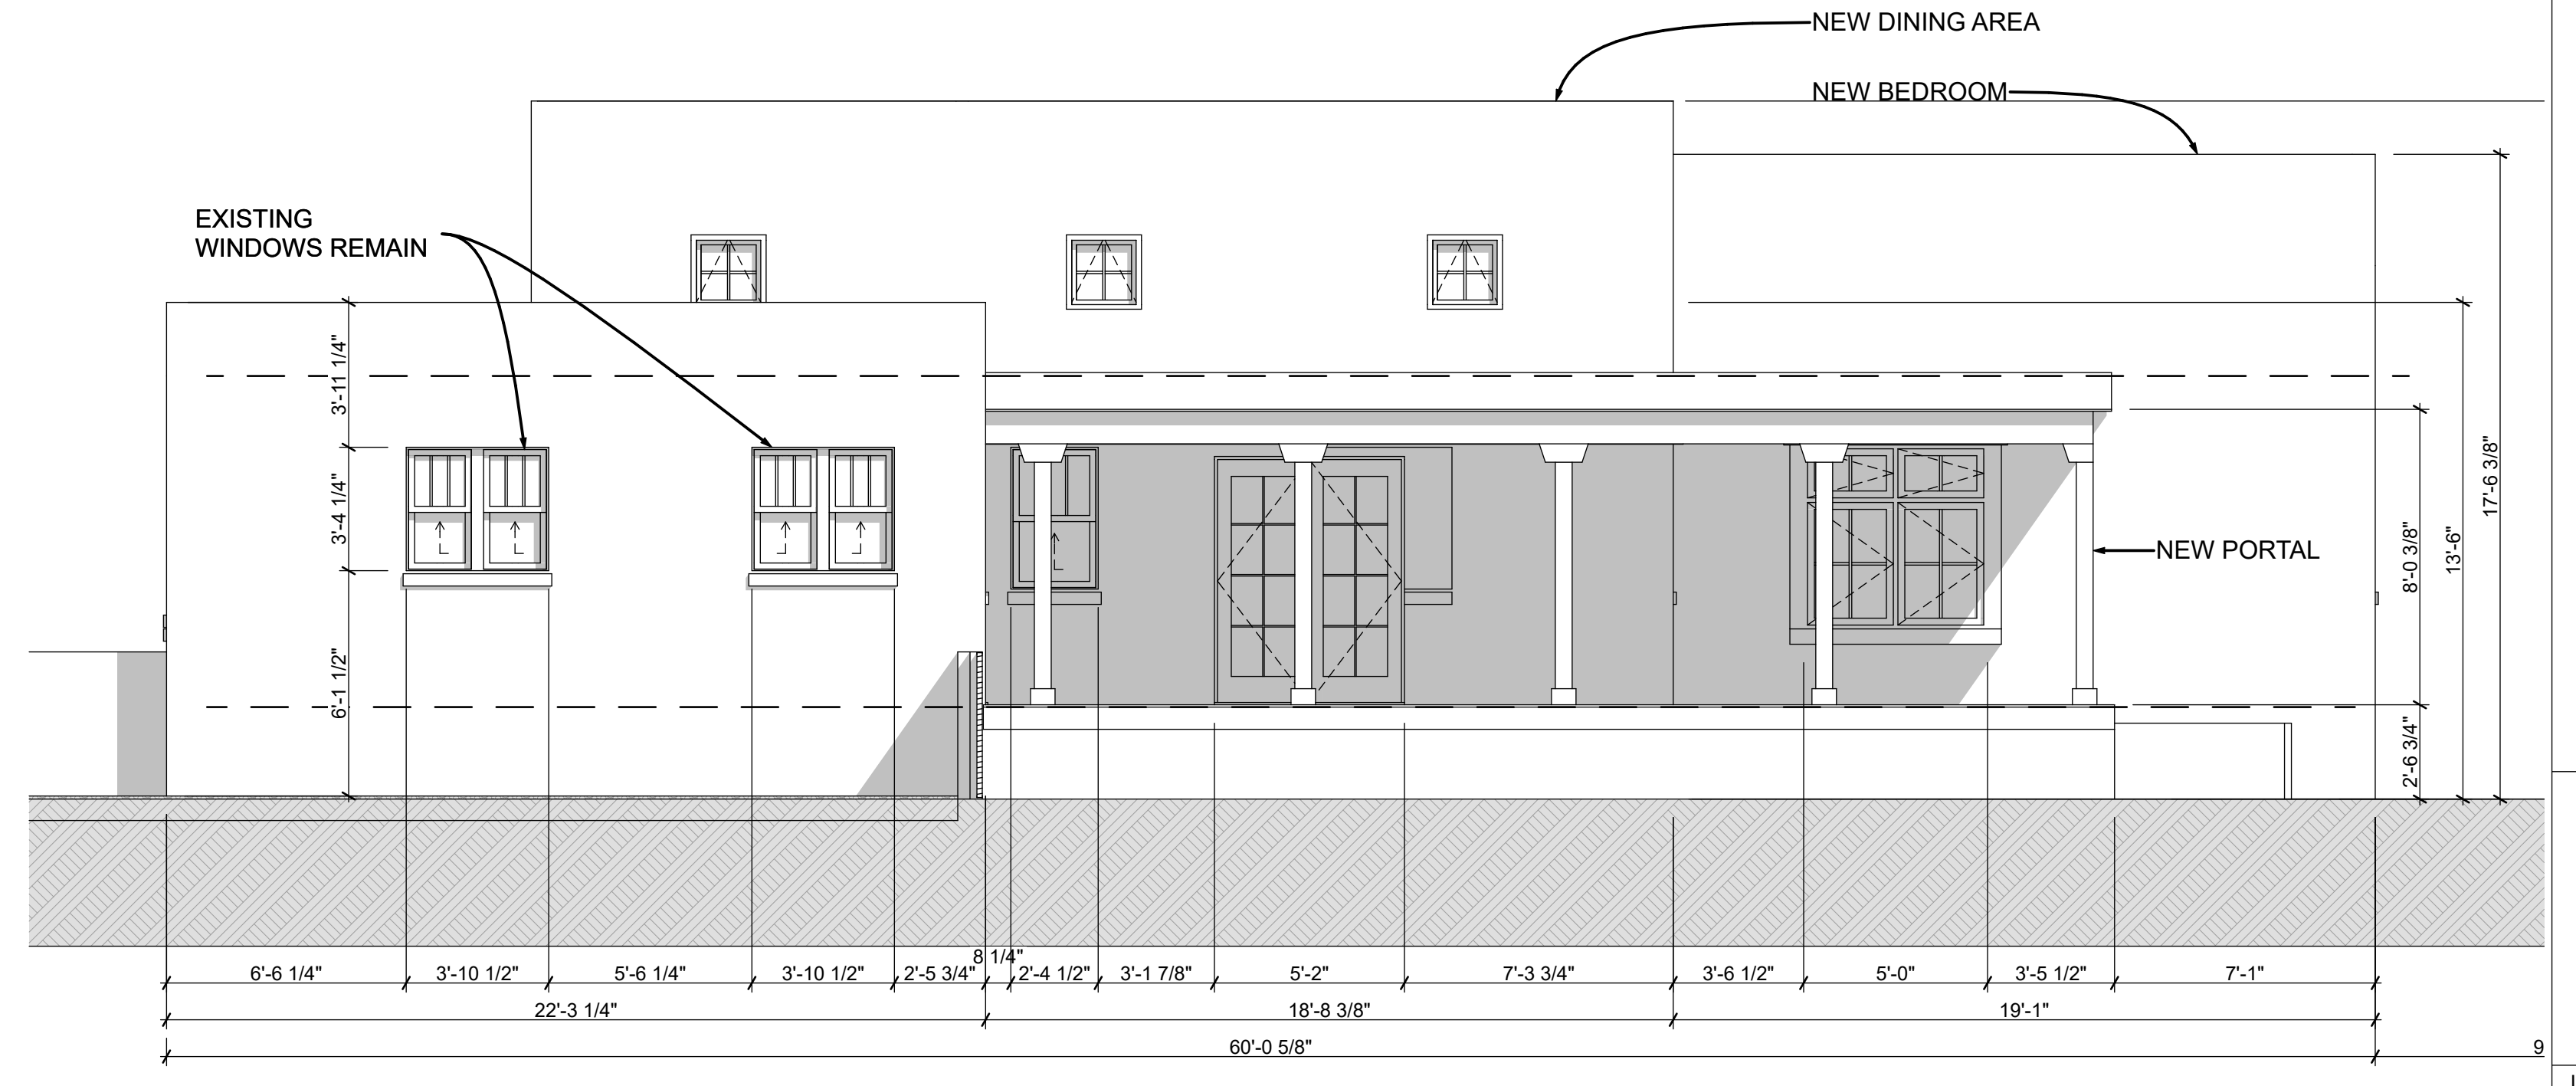 NEW DINING AREA
NEW BEDROOM
EXISTING
WINDOWS REMAIN
3'-11 1/4"
3'-4 1/4"
6'-1 1/2"
NEW PORTAL
17'-6 3/8"
13'-6"
8'-0 3/8"
2'-6 3/4"
8 1/4"
6'-6 1/4" 3'-10 1/2" 5'-6 1/4" 3'-10 1/2" 2'-5 3/4" 2'-4 1/2" 3'-1 7/8" 5'-2" 7'-3 3/4" 3'-6 1/2" 5'-0" 3'-5 1/2" 7'-1"
22'-3 1/4" 18'-8 3/8" 19'-1"
60'-0 5/8" 9